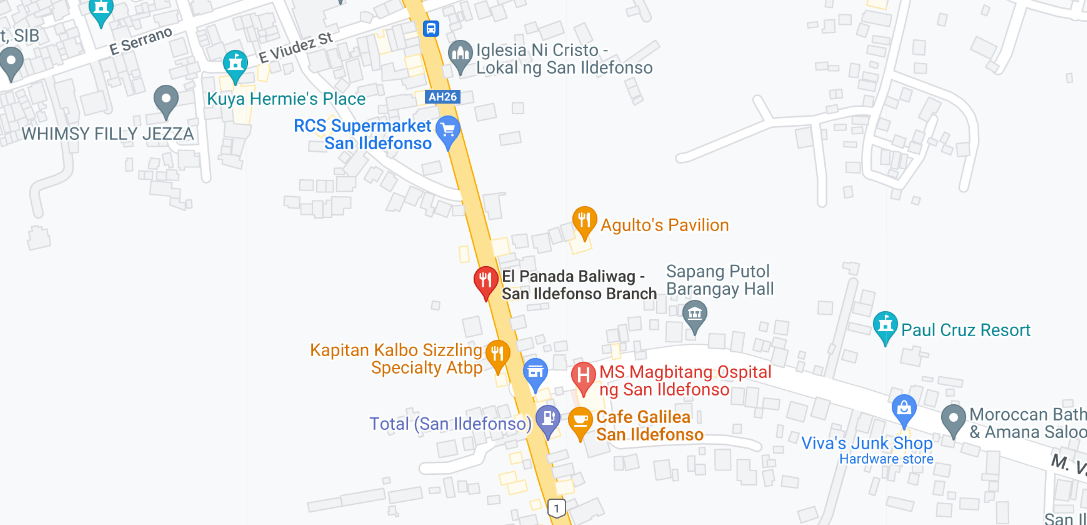 t, SIB
E Serrano
E Viudez St
Iglesia Ni Cristo -
Lokal ng San Ildefonso
Kuya Hermie's Place
AH26
WHIMSY FILLY JEZZA
RCS Supermarket
San Ildefonso
Agulto's Pavilion
El Panada Baliwag -
San Ildefonso Branch
Sapang Putol
Barangay Hall
Paul Cruz Resort
Kapitan Kalbo Sizzling
Specialty Atbp
H
MS Magbitang Ospital
ng San Ildefonso
Total (San Ildefonso)
Cafe Galilea
San Ildefonso
Viva's Junk Shop
Hardware store
Moroccan Bath
& Amana Saloo
M. Va
1
San Il